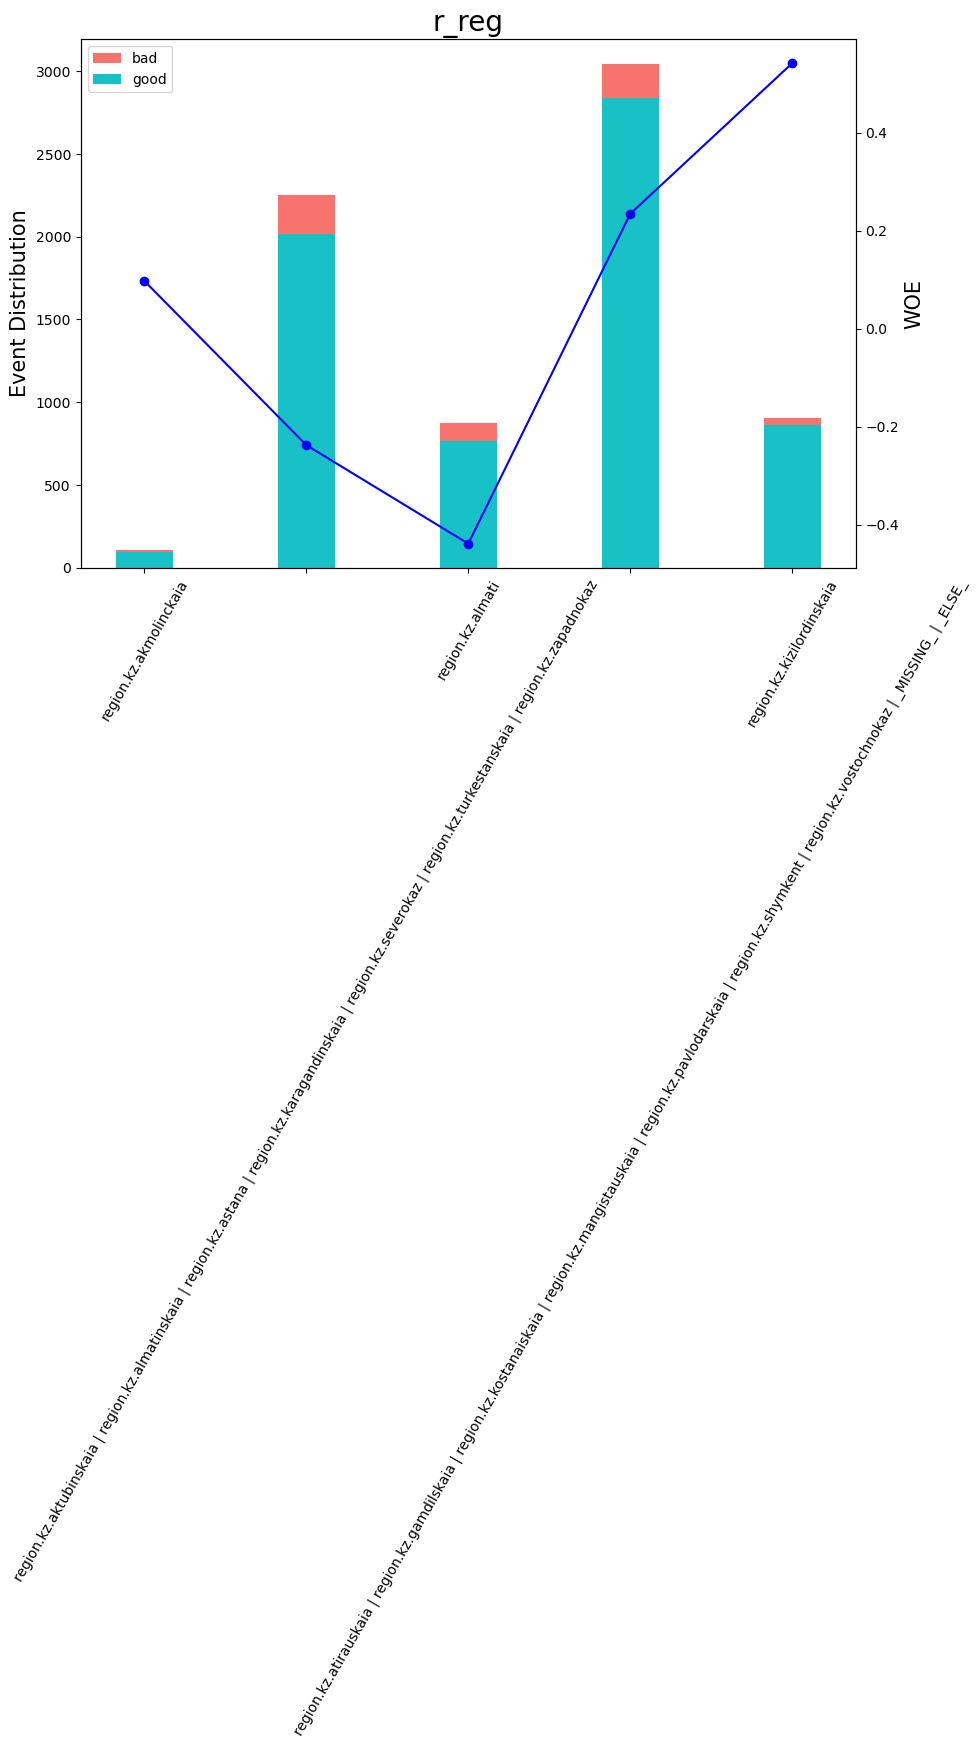 r_reg
bad
good
Event Distribution
3000
2500
2000
1500
1000
500
0
WOE
0.4
0.2
0.0
−0.2
−0.4
region.kz.akmolinckaia
region.kz.aktubinskaia | region.kz.almatinskaia | region.kz.astana | region.kz.karagandinskaia | region.kz.severokaz | region.kz.turkestanskaia | region.kz.zapadnokaz
region.kz.almati
region.kz.atirauskaia | region.kz.gamdilskaia | region.kz.kostanaiskaia | region.kz.mangistauskaia | region.kz.pavlodarskaia | region.kz.shymkent | region.kz.vostochnokaz | _MISSING_ | _ELSE_
region.kz.kizilordinskaia